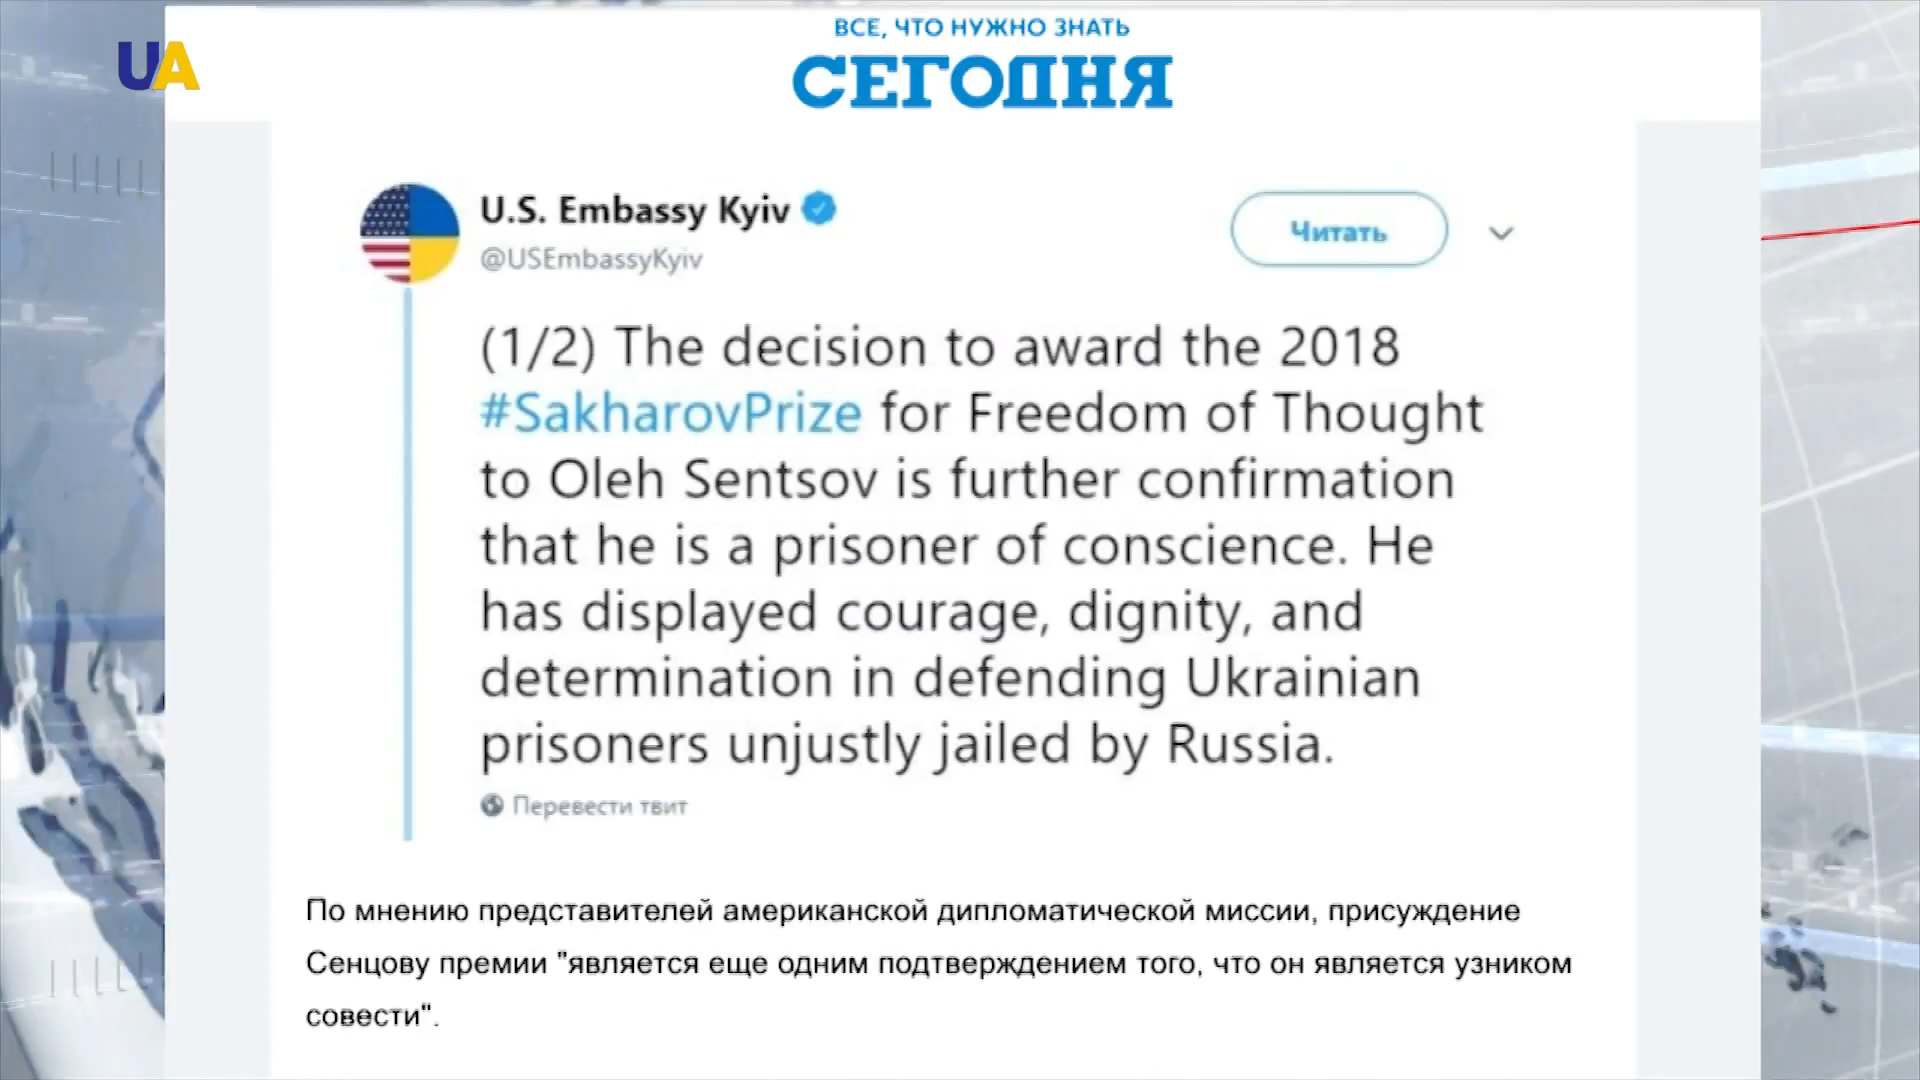 ВСЕ, ЧТО НУЖНО ЗНАТЬ
UA
СЕГОДНЯ
U.S. Embassy Kyiv
@USEmbassyKyiv
Читать
(1/2) The decision to award the 2018
#SakharovPrize for Freedom of Thought
to Oleh Sentsov is further confirmation
that he is a prisoner of conscience. He
has displayed courage, dignity, and
determination in defending Ukrainian
prisoners unjustly jailed by Russia.
Перевести твит
По мнению представителей американской дипломатической миссии, присуждение
Сенцову премии "является еще одним подтверждением того, что он является узником
совести".